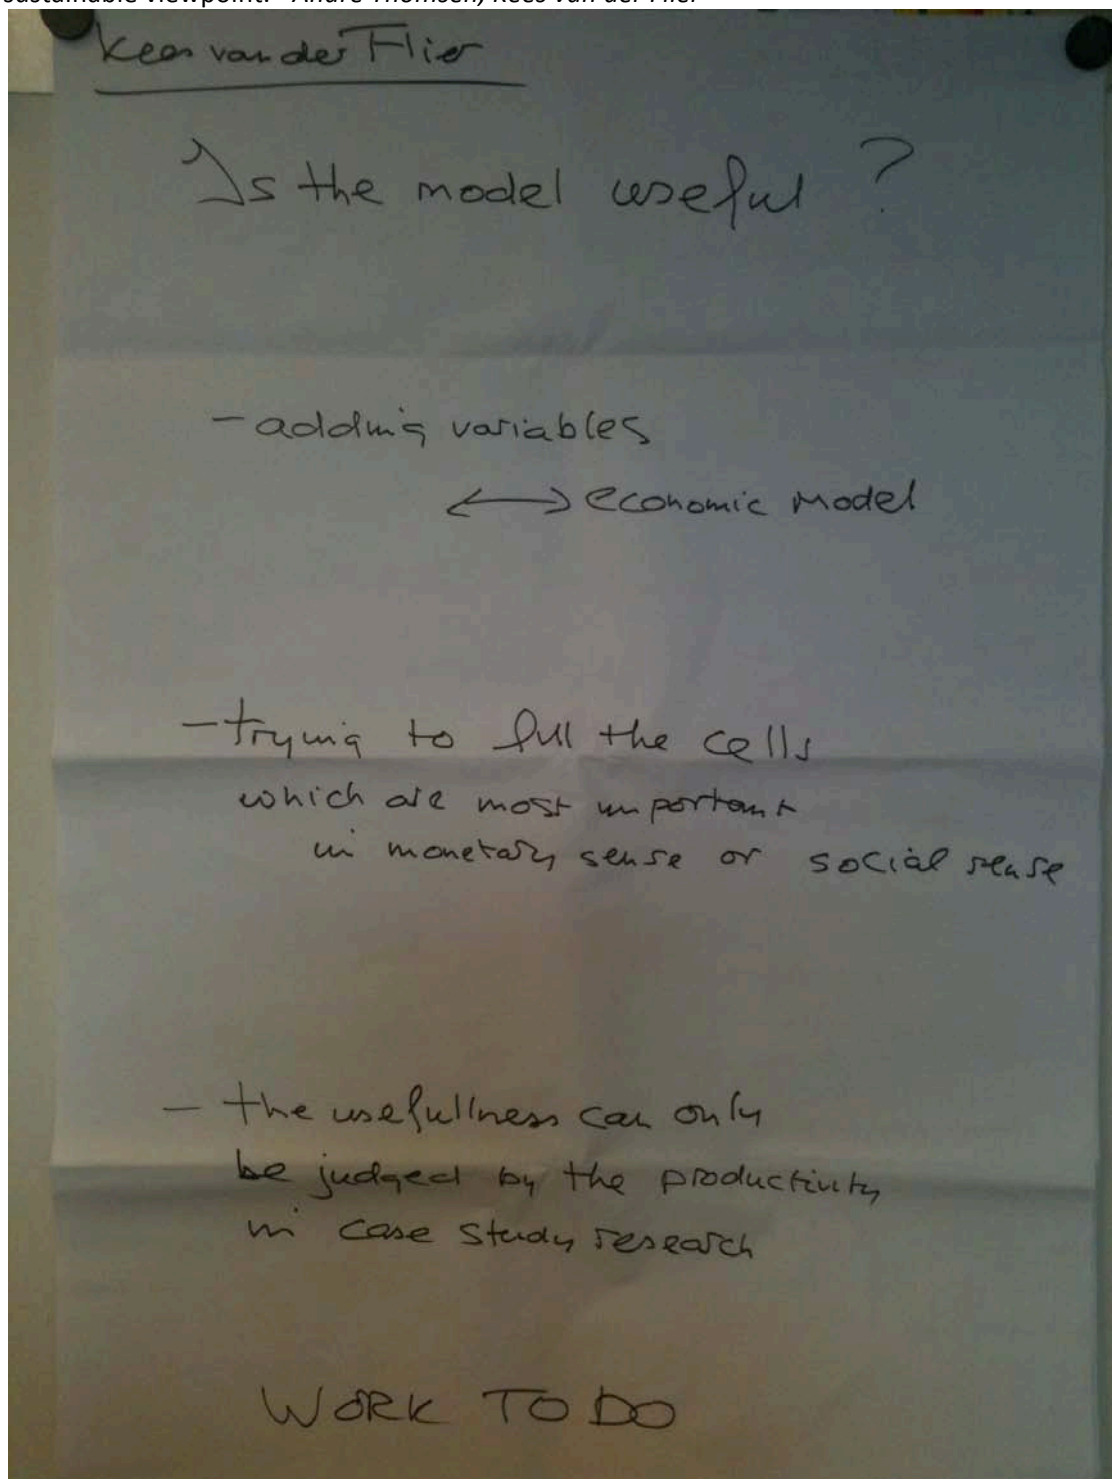 sustainable viewpoint." André Thomsen, Kees van der Flier
Kees van der Flier
Is the model useful ?
- adding variables
<-> economic model
- trying to full the cells
which are most important
in monetary sense or social sense
- the usefullness can only
be judged by the productivity
in case study research
WORK TO DO